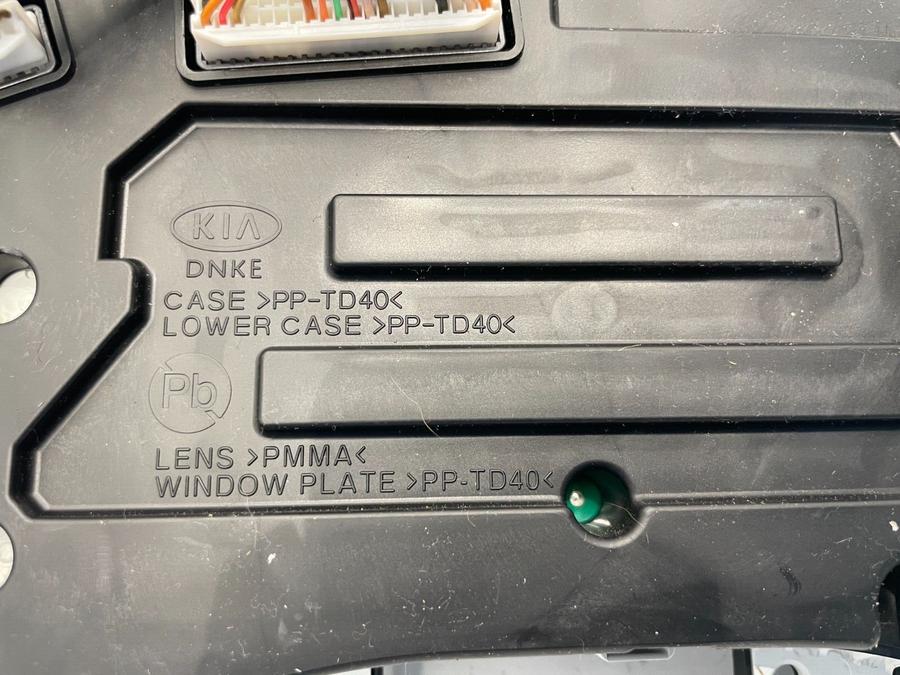 KIA
DNKE
CASE >PP-TD40<
LOWER CASE >PP-TD40<
Pb
LENS >PMMA<
WINDOW PLATE >PP-TD40<